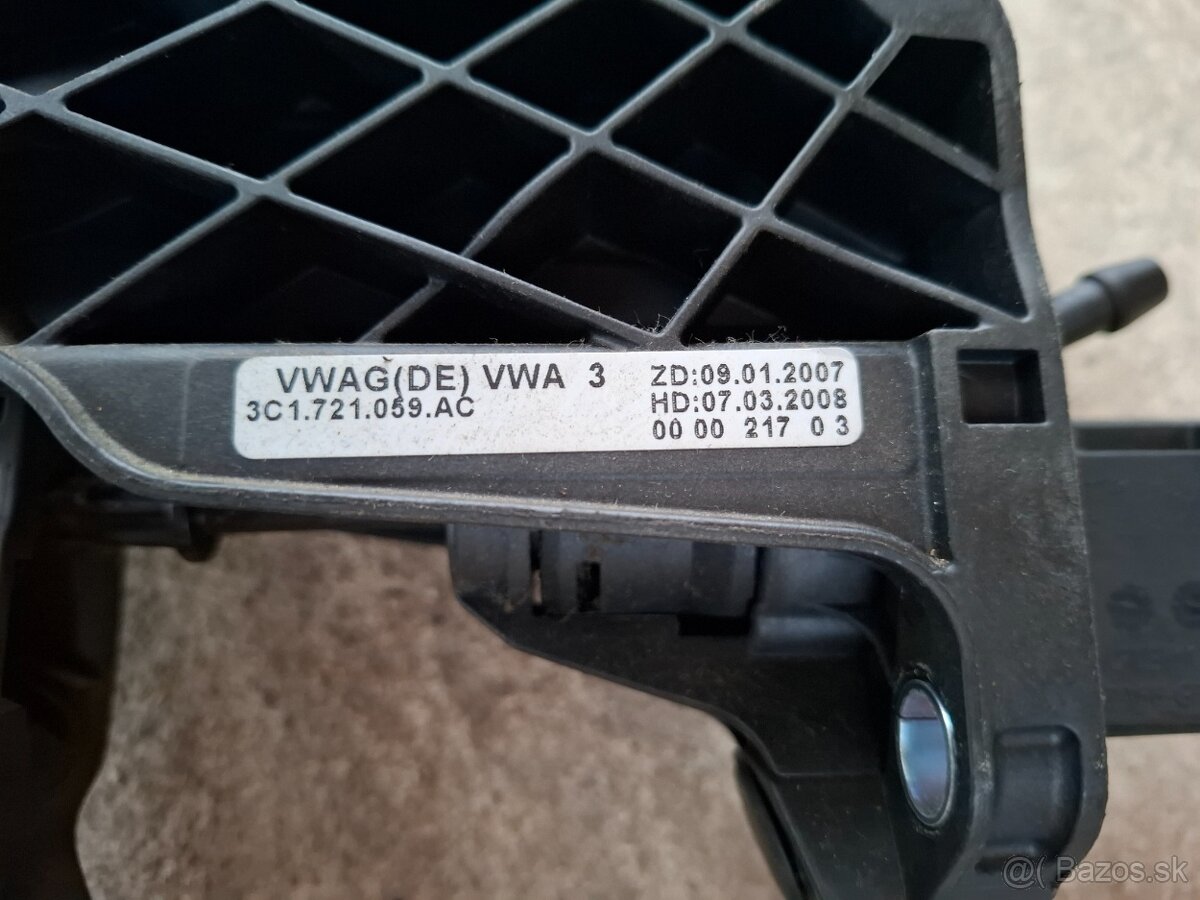 VWAG(DE) VWA 3
3C1.721.059.AC
ZD:09.01.2007
HD:07.03.2008
00 00 217 0 3
@( Bazos.sk